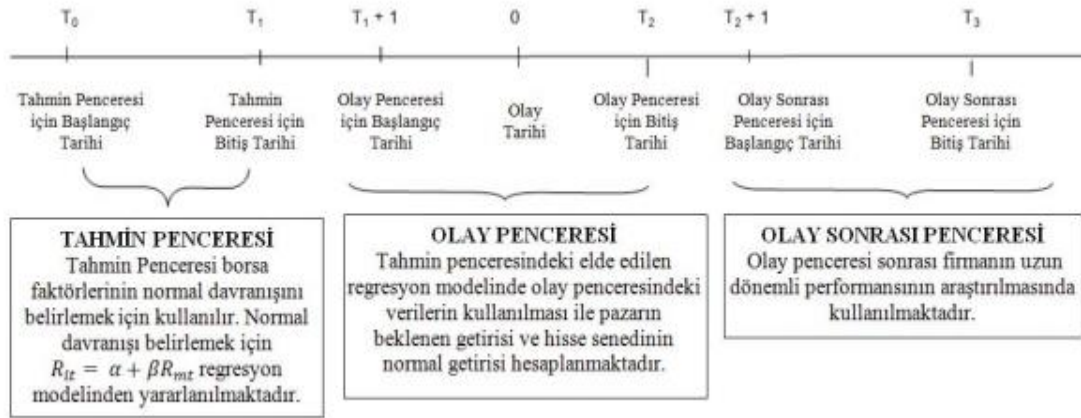 T0 T1 T1 + 1 0 T2 T2 + 1 T3
Tahmin Penceresi
için Başlangıç
Tarihi
Tahmin
Penceresi için
Bitiş Tarihi
Olay Penceresi
için Başlangıç
Tarihi
Olay
Tarihi
Olay Penceresi
için Bitiş
Tarihi
Olay Sonrası
Penceresi için
Başlangıç Tarihi
Olay Sonrası
Penceresi için
Bitiş Tarihi
TAHMİN PENCERESİ
Tahmin Penceresi borsa
faktörlerinin normal davranışını
belirlemek için kullanılır. Normal
davranışı belirlemek için
Rit = α + βRmt regresyon
modelinden yararlanılmaktadır.
OLAY PENCERESİ
Tahmin penceresindeki elde edilen
regresyon modelinde olay penceresindeki
verilerin kullanılması ile pazarın
beklenen getirisi ve hisse senedinin
normal getirisi hesaplanmaktadır.
OLAY SONRASI PENCERESİ
Olay penceresi sonrası firmanın uzun
dönemli performansının araştırılmasında
kullanılmaktadır.